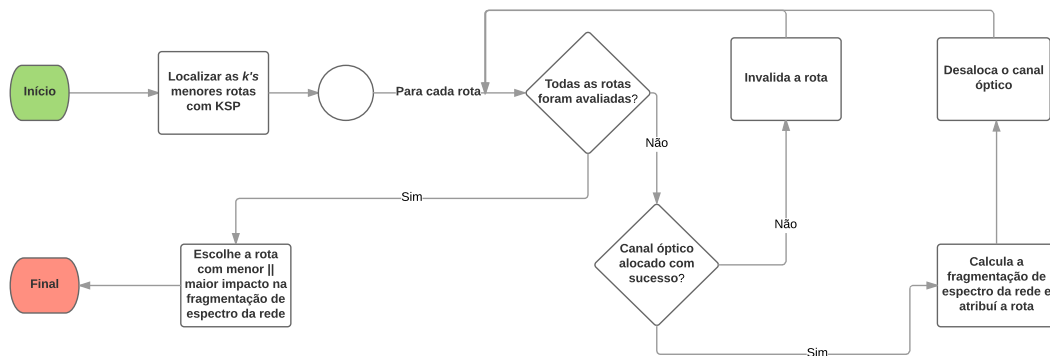 Início
Localizar as k's
menores rotas
com KSP
Para cada rota
Todas as rotas
foram avaliadas?
Invalida a rota
Desaloca o canal
óptico
Não
Sim
Não
Canal óptico
alocado com
sucesso?
Final
Escolhe a rota
com menor ||
maior impacto na
fragmentação de
espectro da rede
Calcula a
fragmentação de
espectro da rede e
atribuí a rota
Sim